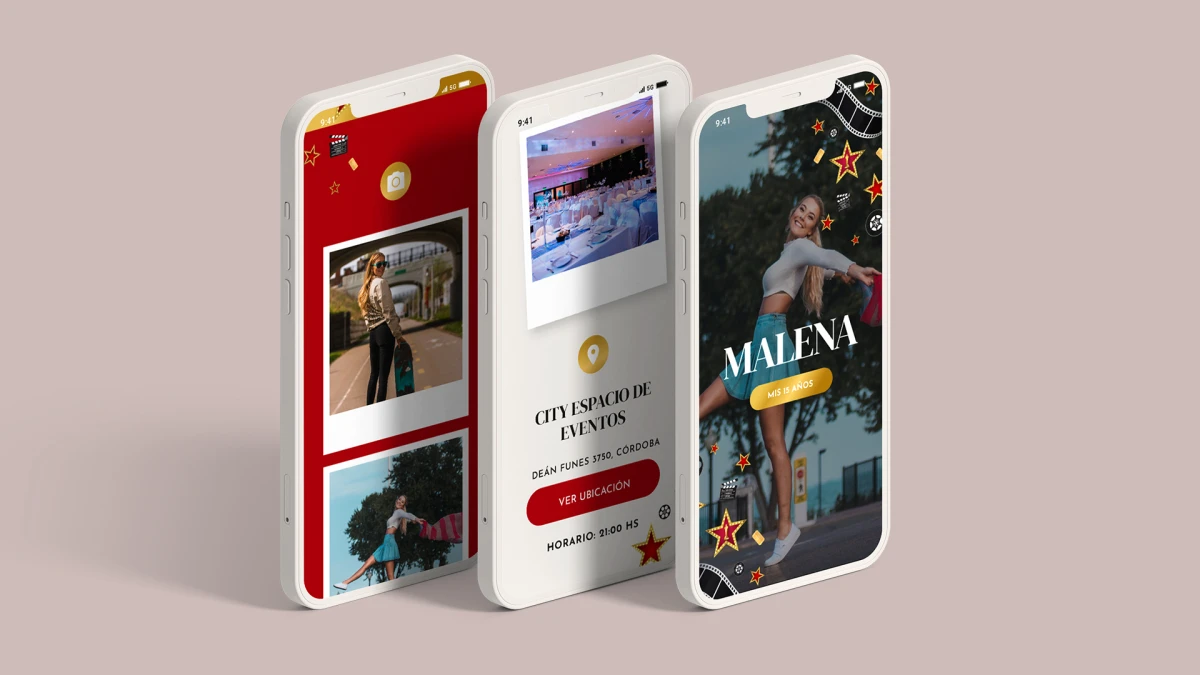 9:41
5G
9:41
5G
CITY ESPACIO DE
EVENTOS
DEÁN FUNES 3750, CÓRDOBA
VER UBICACIÓN
HORARIO: 21:00 HS
9:41
5G
MALENA
MIS 15 AÑOS